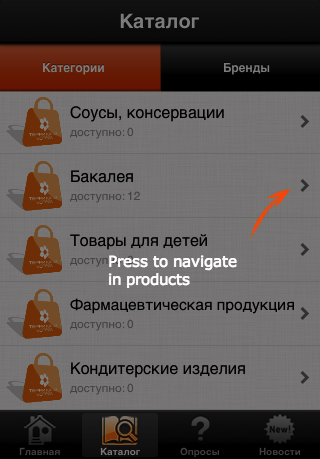 Каталог
Категории
Бренды
Соусы, консервации
доступно: 0
Бакалея
доступно: 12
Товары для детей
доступно: 0
Press to navigate
in products
Фармацевтическая продукция
доступно: 0
Кондитерские изделия
доступно: 0
New!
Главная
Каталог
Опросы
Новости